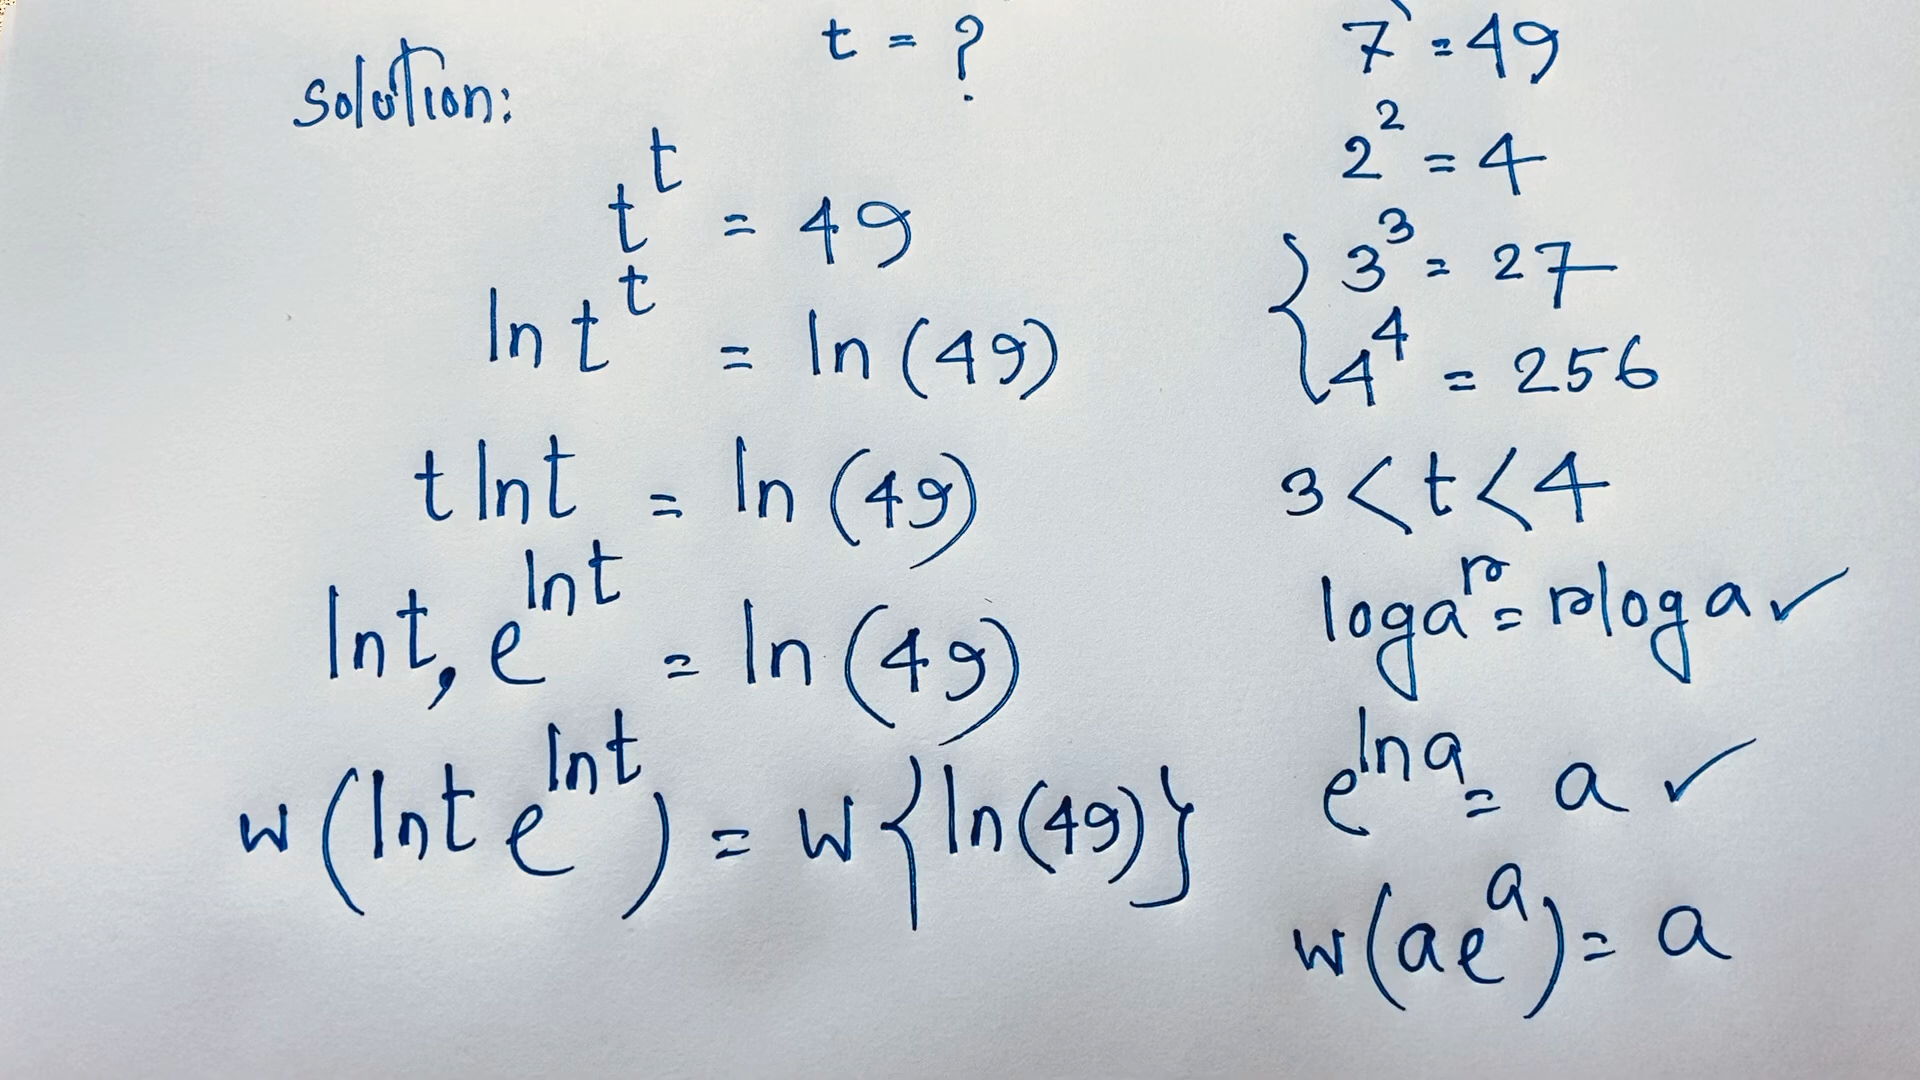 t = ?
Solution:
t^t = 49
ln t^t = ln (49)
t ln t = ln (49)
ln t, e^ln t = ln (49)
W (ln t e^ln t) = W {ln (49)}
7 = 49
2^2 = 4
3^3 = 27
4^4 = 256
3 < t < 4
log a^n = n log a ✓
e^ln a = a ✓
W (a e^a) = a